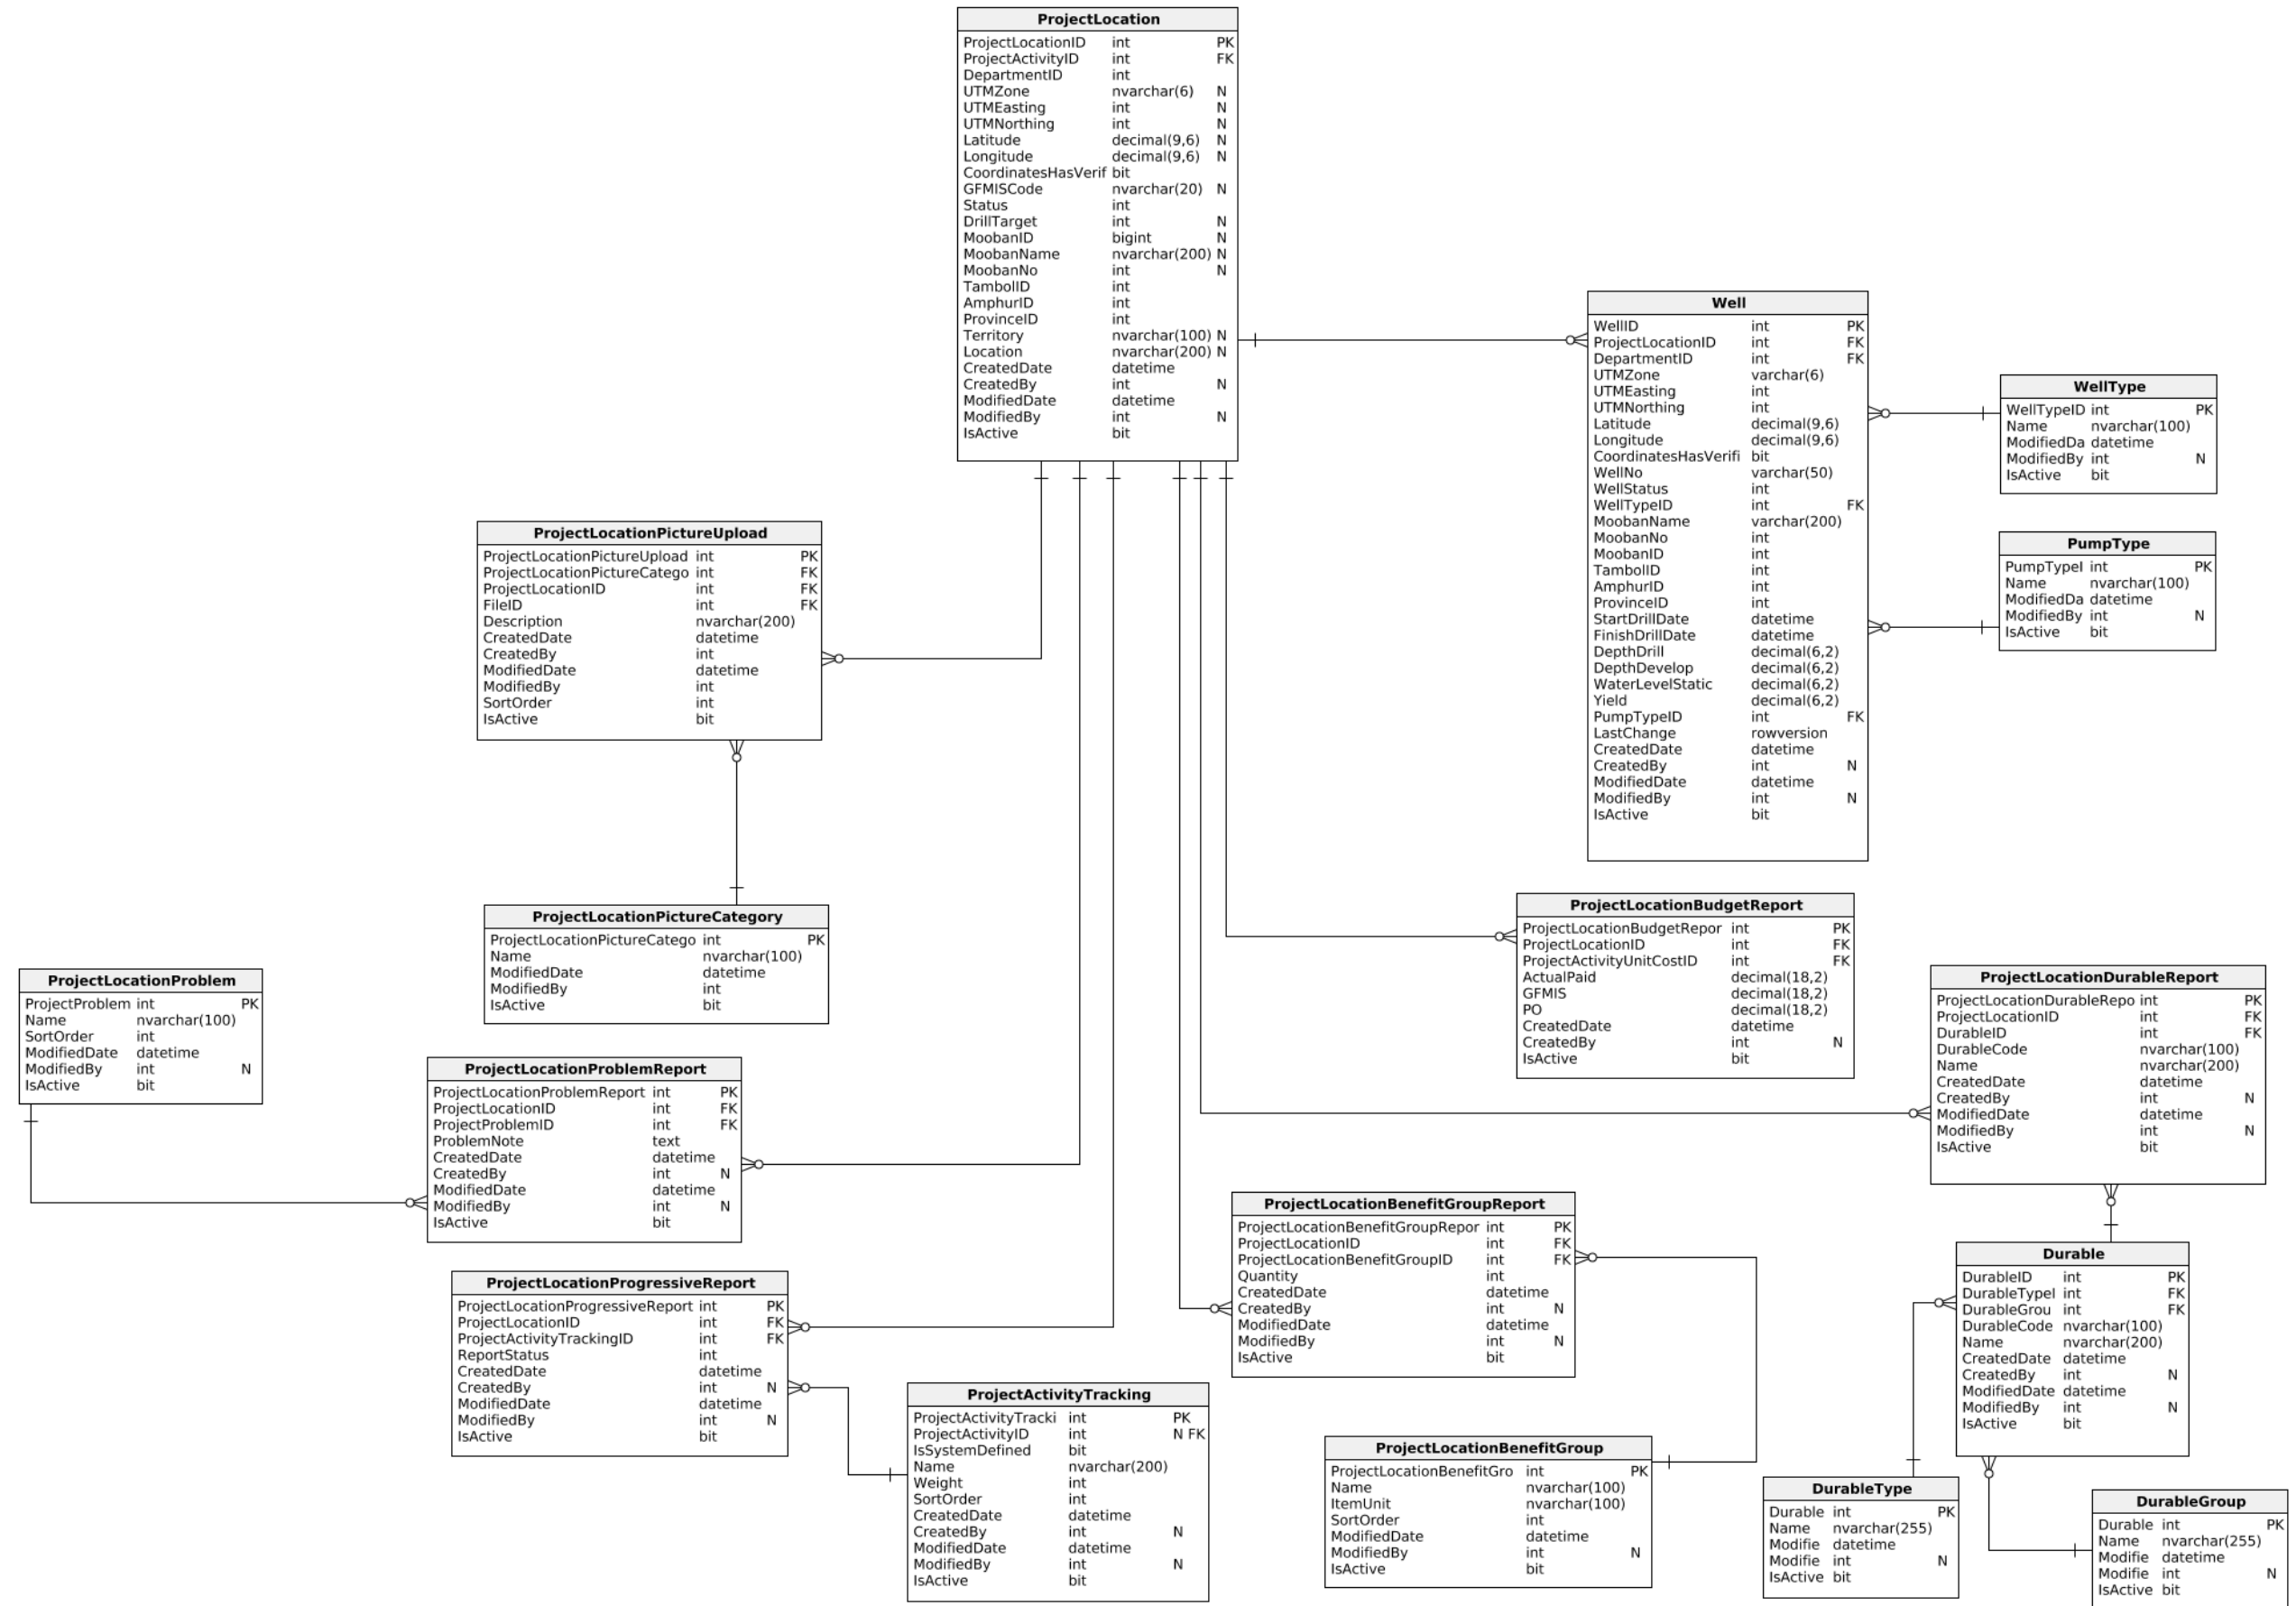 ProjectLocation
ProjectLocationID int PK
ProjectActivityID int FK
DepartmentID int
UTMZone nvarchar(6) N
UTMEasting int N
UTMNorthing int N
Latitude decimal(9,6) N
Longitude decimal(9,6) N
CoordinatesHasVerif bit
GFMISCode nvarchar(20) N
Status int
DrillTarget int N
MoobanID bigint N
MoobanName nvarchar(200) N
MoobanNo int N
TambolID int
AmphurID int
ProvinceID int
Territory nvarchar(100) N
Location nvarchar(200) N
CreatedDate datetime
CreatedBy int N
ModifiedDate datetime
ModifiedBy int N
IsActive bit
Well
WellID int PK
ProjectLocationID int FK
DepartmentID int FK
UTMZone varchar(6)
UTMEasting int
UTMNorthing int
Latitude decimal(9,6)
Longitude decimal(9,6)
CoordinatesHasVerifi bit
WellNo varchar(50)
WellStatus int
WellTypeID int FK
MoobanName varchar(200)
MoobanNo int
MoobanID int
TambolID int
AmphurID int
ProvinceID int
StartDrillDate datetime
FinishDrillDate datetime
DepthDrill decimal(6,2)
DepthDevelop decimal(6,2)
WaterLevelStatic decimal(6,2)
Yield decimal(6,2)
PumpTypeID int FK
LastChange rowversion
CreatedDate datetime
CreatedBy int N
ModifiedDate datetime
ModifiedBy int N
IsActive bit
WellType
WellTypeID int PK
Name nvarchar(100)
ModifiedDa datetime
ModifiedBy int N
IsActive bit
PumpType
PumpTypeI int PK
Name nvarchar(100)
ModifiedDa datetime
ModifiedBy int N
IsActive bit
ProjectLocationPictureUpload
ProjectLocationPictureUpload int PK
ProjectLocationPictureCatego int FK
ProjectLocationID int FK
FileID int FK
Description nvarchar(200)
CreatedDate datetime
CreatedBy int
ModifiedDate datetime
ModifiedBy int
SortOrder int
IsActive bit
ProjectLocationPictureCategory
ProjectLocationPictureCatego int PK
Name nvarchar(100)
ModifiedDate datetime
ModifiedBy int
IsActive bit
ProjectLocationProblem
ProjectProblem int PK
Name nvarchar(100)
SortOrder int
ModifiedDate datetime
ModifiedBy int N
IsActive bit
ProjectLocationProblemReport
ProjectLocationProblemReport int PK
ProjectLocationID int FK
ProjectProblemID int FK
ProblemNote text
CreatedDate datetime
CreatedBy int N
ModifiedDate datetime
ModifiedBy int N
IsActive bit
ProjectLocationProgressiveReport
ProjectLocationProgressiveReport int PK
ProjectLocationID int FK
ProjectActivityTrackingID int FK
ReportStatus int
CreatedDate datetime
CreatedBy int N
ModifiedDate datetime
ModifiedBy int N
IsActive bit
ProjectActivityTracking
ProjectActivityTracki int PK
ProjectActivityID int N FK
IsSystemDefined bit
Name nvarchar(200)
Weight int
SortOrder int
CreatedDate datetime
CreatedBy int N
ModifiedDate datetime
ModifiedBy int N
IsActive bit
ProjectLocationBudgetReport
ProjectLocationBudgetRepor int PK
ProjectLocationID int FK
ProjectActivityUnitCostID int FK
ActualPaid decimal(18,2)
GFMIS decimal(18,2)
PO decimal(18,2)
CreatedDate datetime
CreatedBy int N
IsActive bit
ProjectLocationDurableReport
ProjectLocationDurableRepo int PK
ProjectLocationID int FK
DurableID int FK
DurableCode nvarchar(100)
Name nvarchar(200)
CreatedDate datetime
CreatedBy int N
ModifiedDate datetime
ModifiedBy int N
IsActive bit
ProjectLocationBenefitGroupReport
ProjectLocationBenefitGroupRepor int PK
ProjectLocationID int FK
ProjectLocationBenefitGroupID int FK
Quantity int
CreatedDate datetime
CreatedBy int N
ModifiedDate datetime
ModifiedBy int N
IsActive bit
ProjectLocationBenefitGroup
ProjectLocationBenefitGro int PK
Name nvarchar(100)
ItemUnit nvarchar(100)
SortOrder int
ModifiedDate datetime
ModifiedBy int N
IsActive bit
Durable
DurableID int PK
DurableTypeI int FK
DurableGrou int FK
DurableCode nvarchar(100)
Name nvarchar(200)
CreatedDate datetime
CreatedBy int N
ModifiedDate datetime
ModifiedBy int N
IsActive bit
DurableType
Durable int PK
Name nvarchar(255)
Modifie datetime
Modifie int N
IsActive bit
DurableGroup
Durable int PK
Name nvarchar(255)
Modifie datetime
Modifie int N
IsActive bit